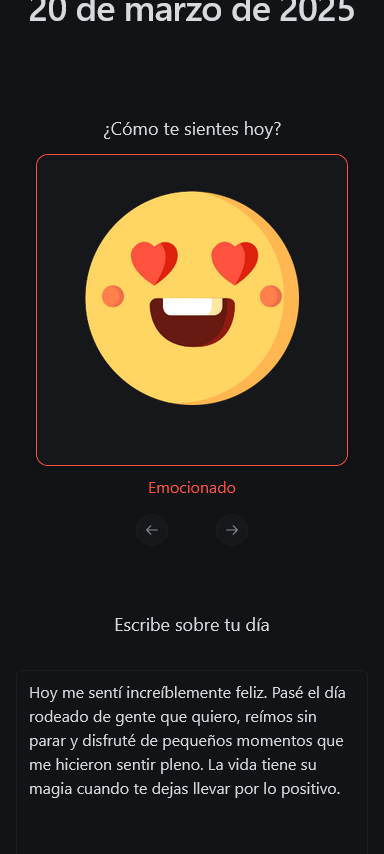 20 de marzo de 2025
¿Cómo te sientes hoy?
Emocionado
Escribe sobre tu día
Hoy me sentí increíblemente feliz. Pasé el día
rodeado de gente que quiero, reímos sin
parar y disfruté de pequeños momentos que
me hicieron sentir pleno. La vida tiene su
magia cuando te dejas llevar por lo positivo.